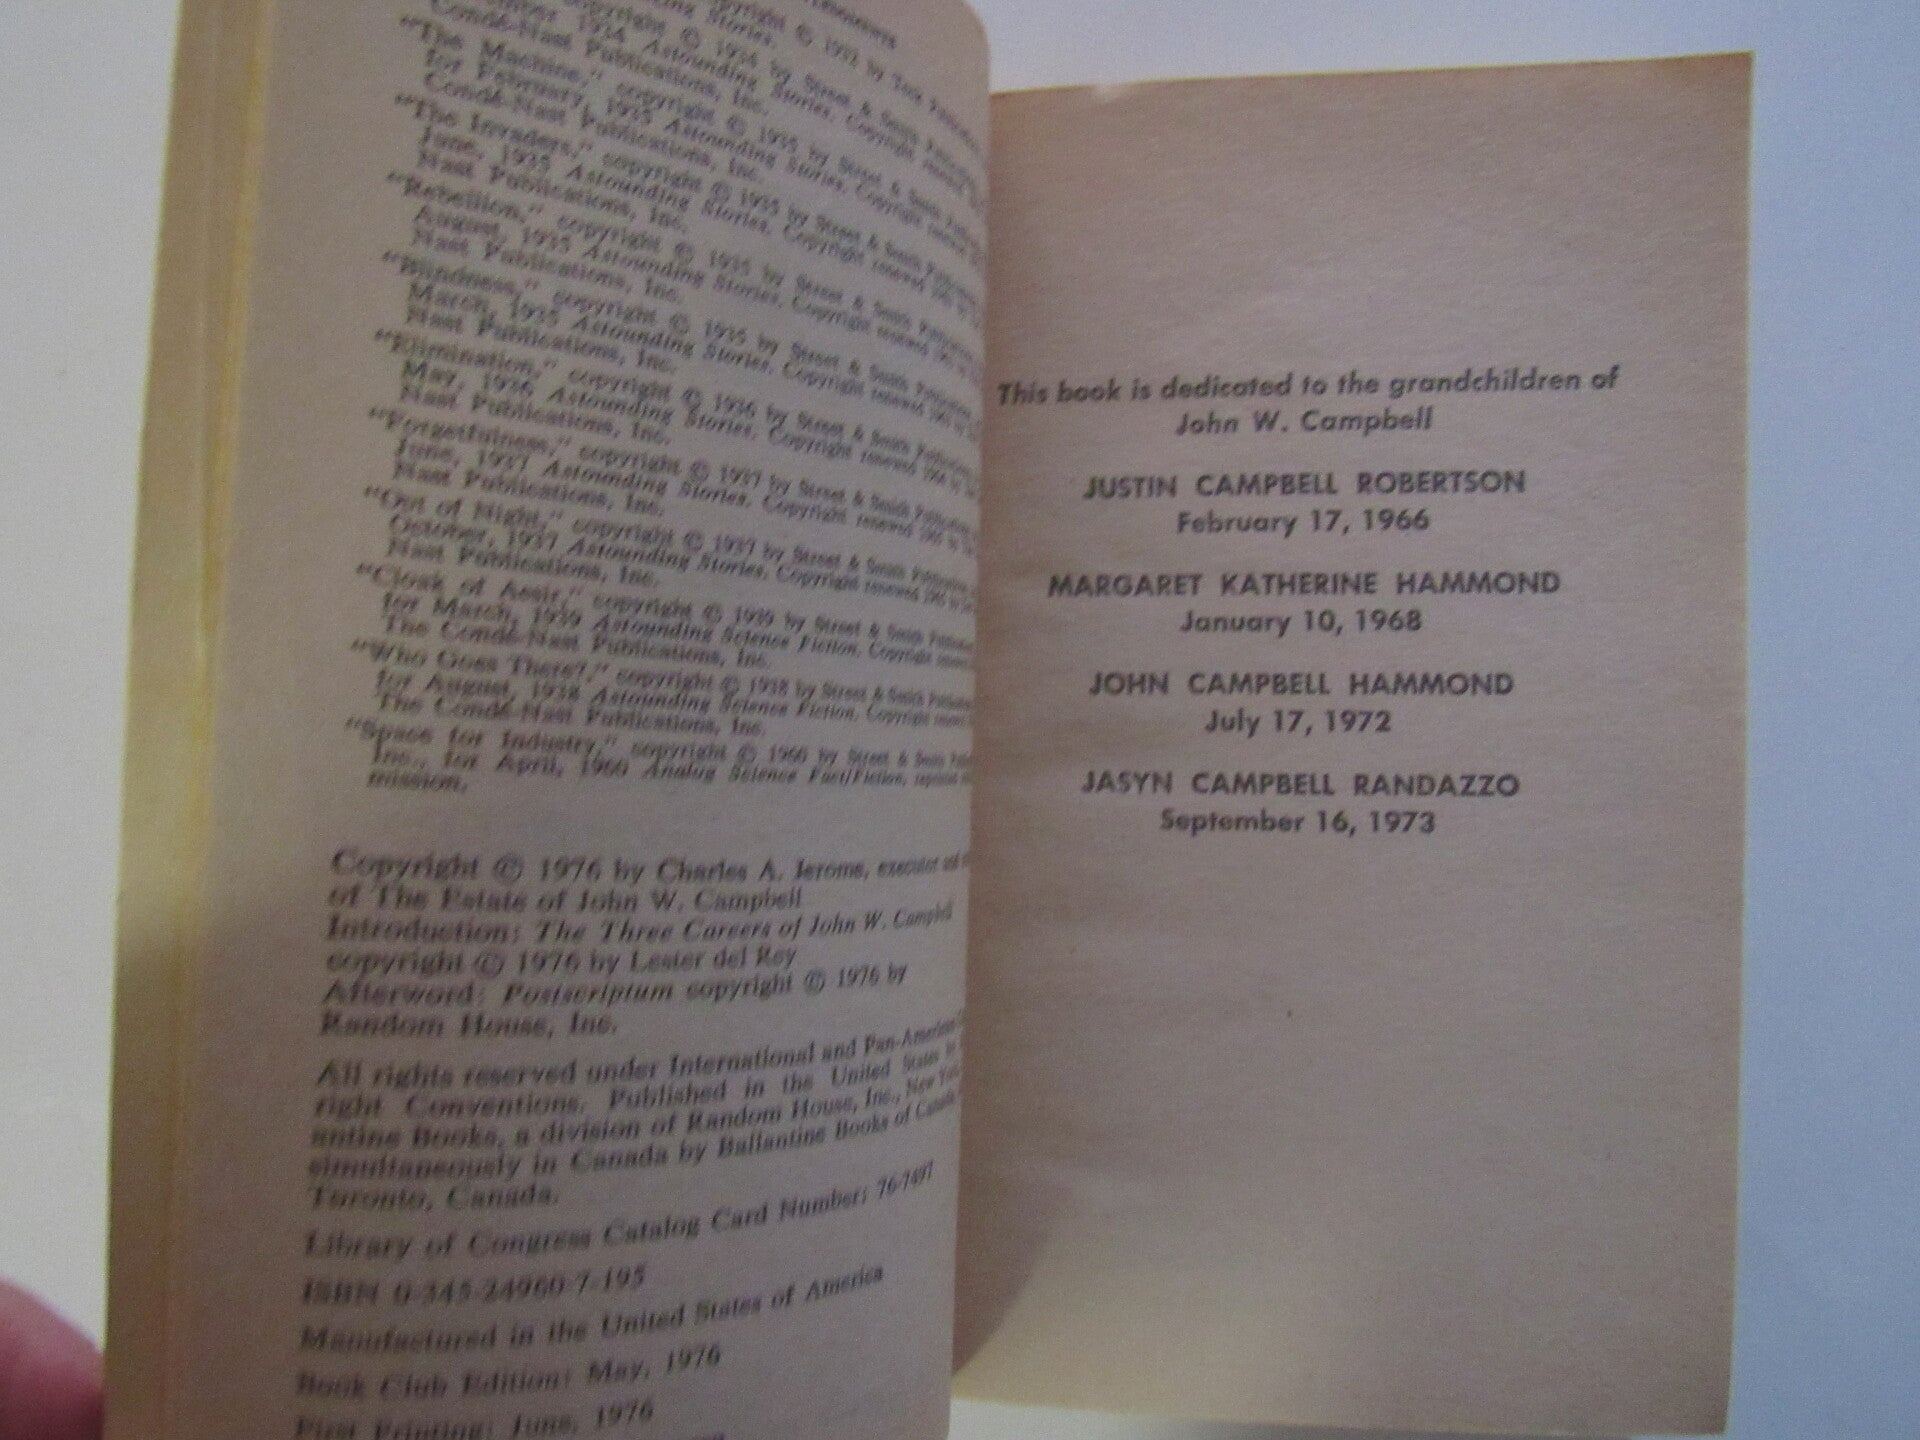 copyright © 1932 by
Stories.
1934 Astounding Stories. Copyright renewed
Condé-Nast Publications, Inc.
"The Machine," copyright © 1935 by Street & Smith
for February, 1935 Astounding Stories. Copyright renewed
Condé-Nast Publications, Inc.
"The Invaders," copyright © 1935 by Street & Smith
June, 1935 Astounding Stories. Copyright renewed
Nast Publications, Inc.
"Rebellion," copyright © 1935 by Street & Smith
August, 1935 Astounding Stories. Copyright renewed
Nast Publications, Inc.
"Blindness," copyright © 1935 by Street & Smith
March, 1935 Astounding Stories. Copyright renewed
Nast Publications, Inc.
"Elimination," copyright © 1936 by Street & Smith
May, 1936 Astounding Stories. Copyright renewed
Nast Publications, Inc.
"Forgetfulness," copyright © 1937 by Street & Smith
June, 1937 Astounding Stories. Copyright renewed
Nast Publications, Inc.
"Out of Night," copyright © 1937 by Street & Smith
October, 1937 Astounding Stories. Copyright renewed
Nast Publications, Inc.
"Cloak of Aesir," copyright © 1939 by Street & Smith
for March, 1939 Astounding Science Fiction. Copyright
The Condé-Nast Publications, Inc.
"Who Goes There?," copyright © 1938 by Street & Smith
for August, 1938 Astounding Science Fiction. Copyright
The Condé-Nast Publications, Inc.
"Space for Industry," copyright © 1960 by Street & Smith
Inc., for April, 1960 Analog Science Fact/Fiction,
mission.
Copyright © 1976 by Charles A. Jerome, executor
of The Estate of John W. Campbell
Introduction: The Three Careers of John W. Campbell
copyright © 1976 by Lester del Rey
Afterword: Postscriptum copyright © 1976 by
Random House, Inc.
All rights reserved under International and Pan-American
right Conventions. Published in the United States
antine Books, a division of Random House, Inc., New York
simultaneously in Canada by Ballantine Books of Canada
Toronto, Canada.
Library of Congress Catalog Card Number: 76-7497
ISBN 0-345-24960-7-195
Manufactured in the United States of America
Book Club Edition: May, 1976
First Printing: June, 1976
This book is dedicated to the grandchildren of
John W. Campbell
JUSTIN CAMPBELL ROBERTSON
February 17, 1966
MARGARET KATHERINE HAMMOND
January 10, 1968
JOHN CAMPBELL HAMMOND
July 17, 1972
JASYN CAMPBELL RANDAZZO
September 16, 1973